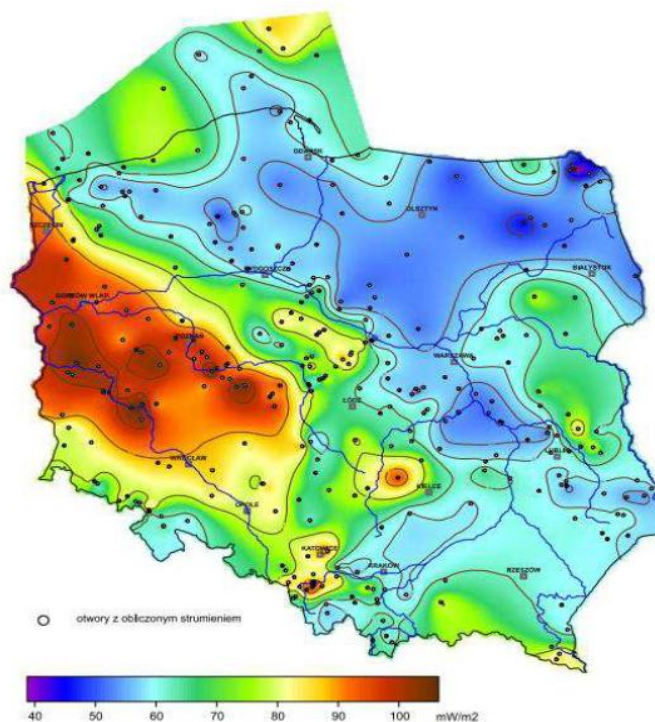 GDAŃSK
OLSZTYN
SZCZECIN
BYDGOSZCZ
BIAŁYSTOK
GORZÓW WLKP.
POZNAŃ
WARSZAWA
ŁÓDŹ
LUBLIN
WROCŁAW
KIELCE
OPOLE
KATOWICE
KRAKÓW
RZESZÓW
otwory z obliczonym strumieniem
40 50 60 70 80 90 100 mW/m2